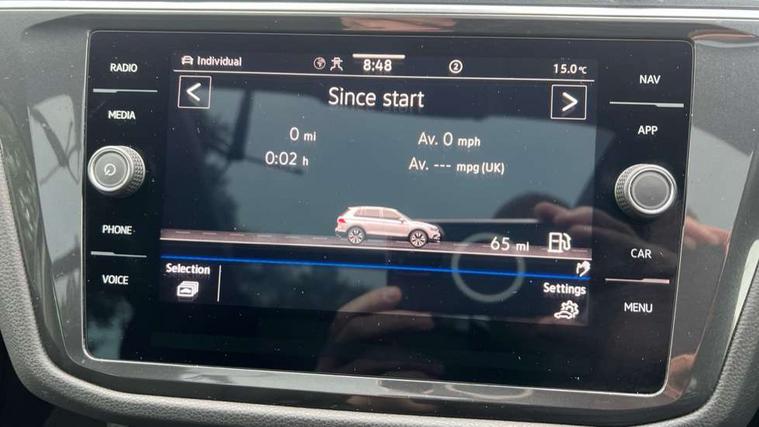 RADIO
MEDIA
PHONE
VOICE
Individual
8:48
2
15.0°C
Since start
0 mi
Av. 0 mph
0:02 h
Av. --- mpg (UK)
65 mi
Selection
Settings
NAV
APP
CAR
MENU